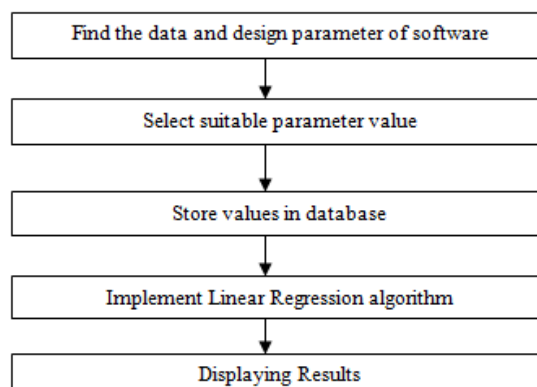 Find the data and design parameter of software
Select suitable parameter value
Store values in database
Implement Linear Regression algorithm
Displaying Results